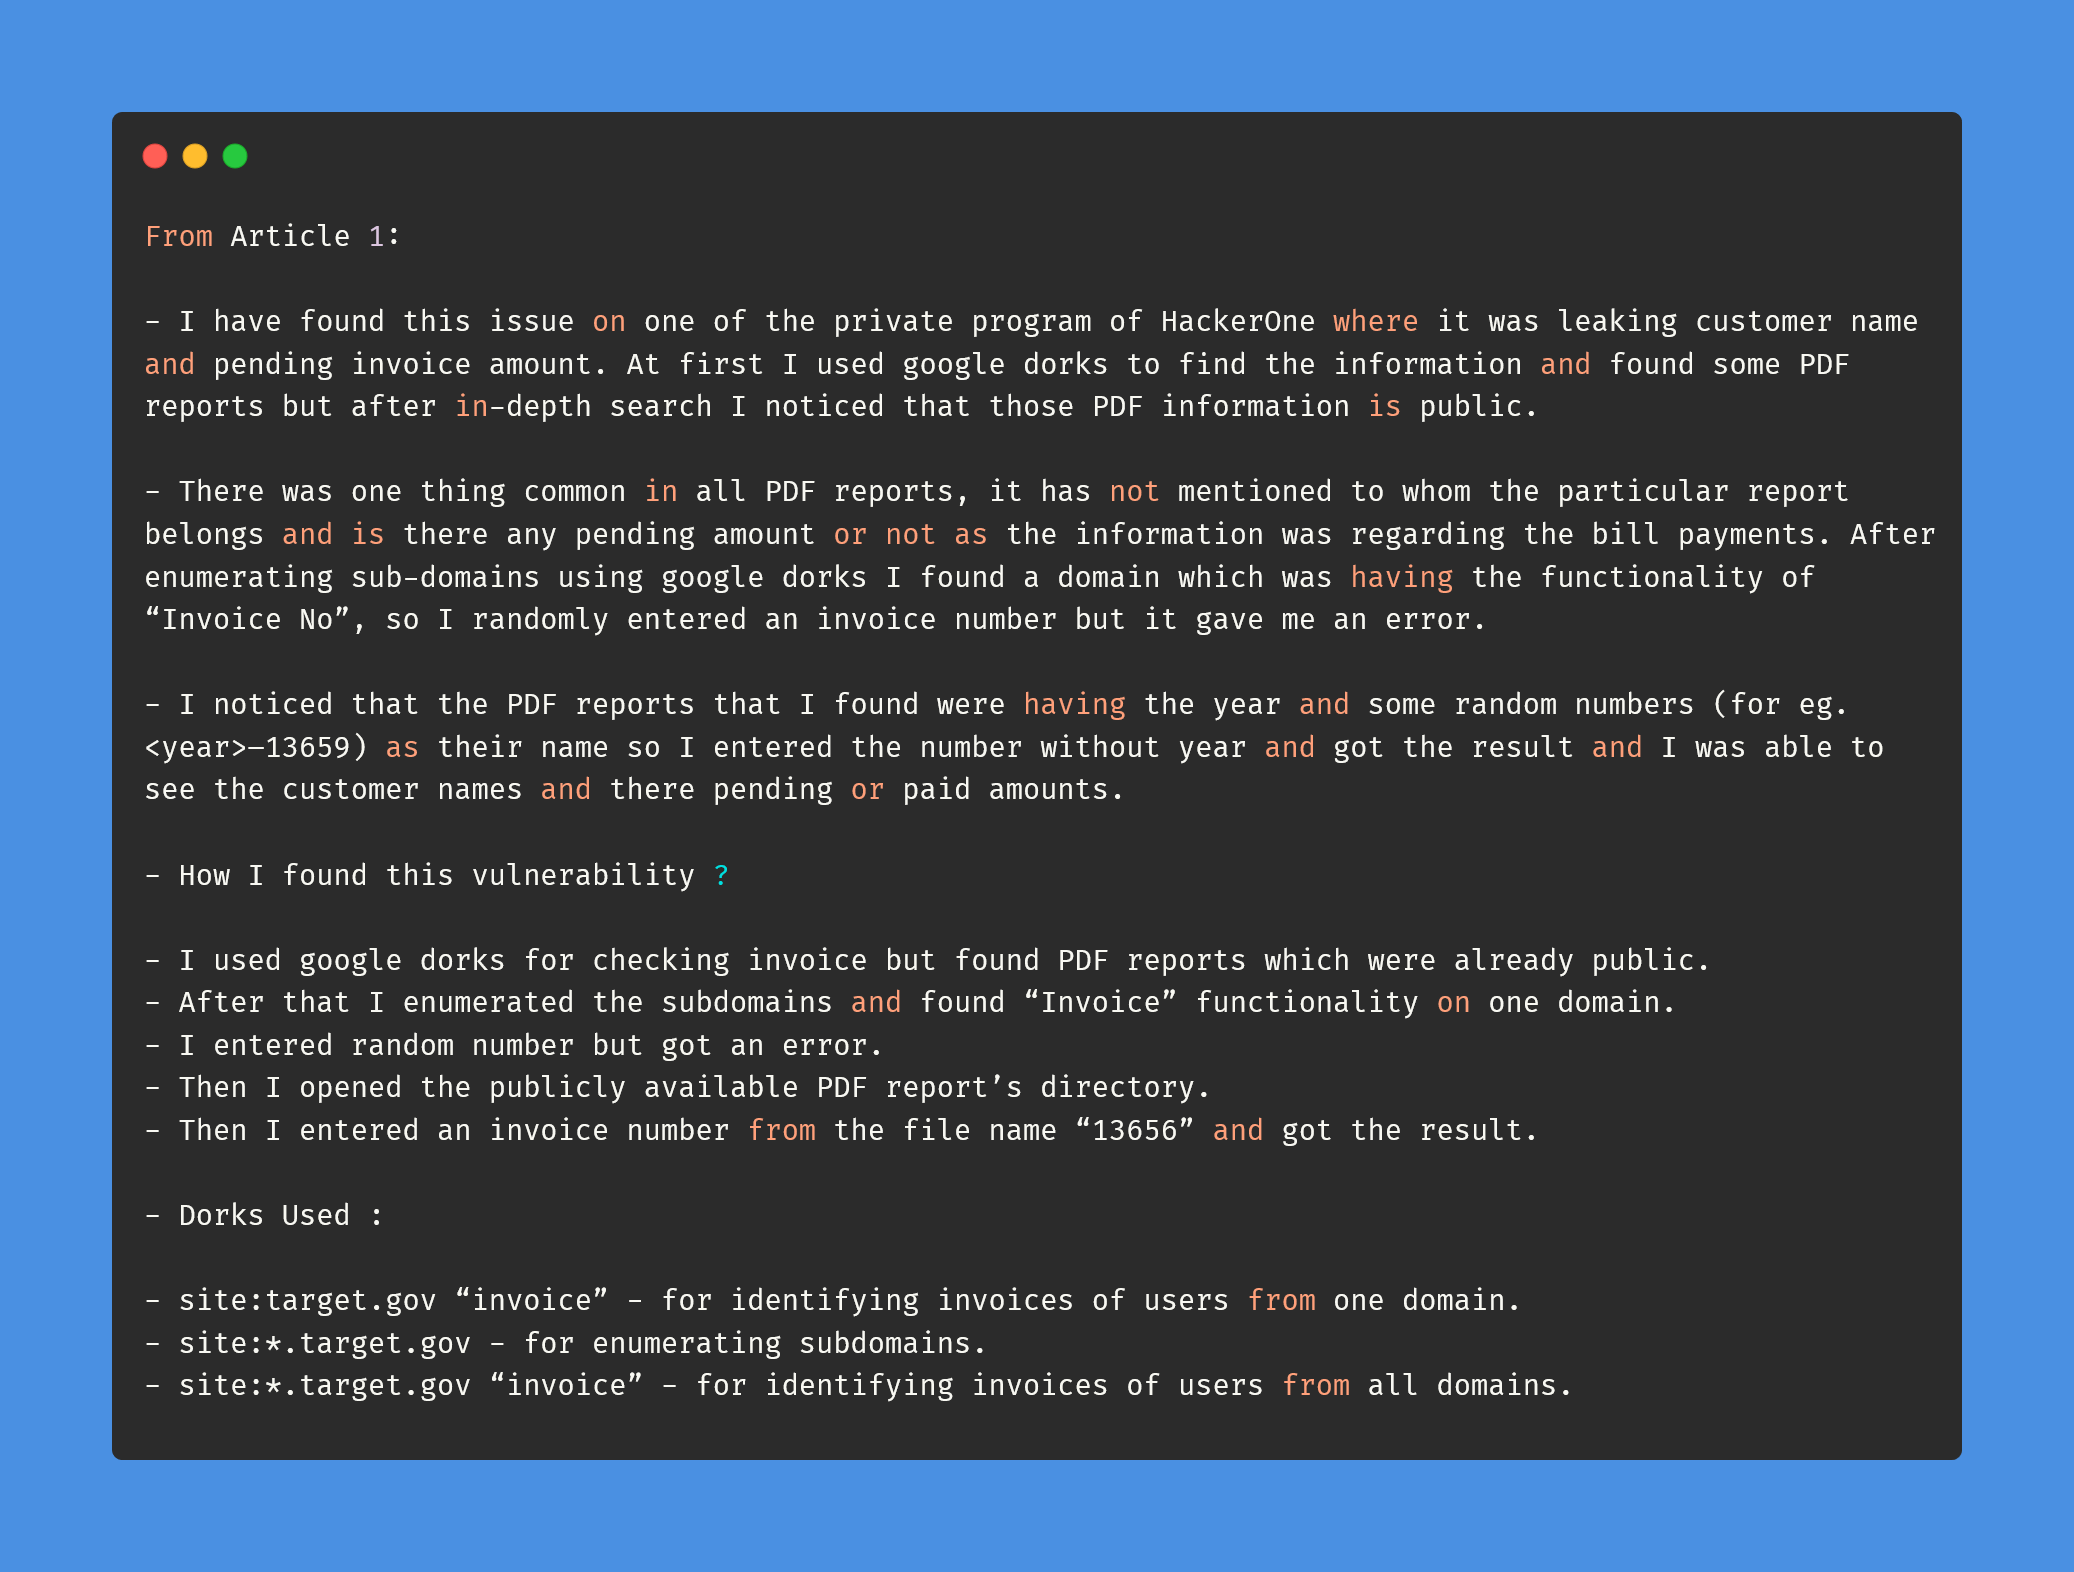 From Article 1:
- I have found this issue on one of the private program of HackerOne where it was leaking customer name
and pending invoice amount. At first I used google dorks to find the information and found some PDF
reports but after in-depth search I noticed that those PDF information is public.
- There was one thing common in all PDF reports, it has not mentioned to whom the particular report
belongs and is there any pending amount or not as the information was regarding the bill payments. After
enumerating sub-domains using google dorks I found a domain which was having the functionality of
“Invoice No”, so I randomly entered an invoice number but it gave me an error.
- I noticed that the PDF reports that I found were having the year and some random numbers (for eg.
<year>–13659) as their name so I entered the number without year and got the result and I was able to
see the customer names and there pending or paid amounts.
- How I found this vulnerability ?
- I used google dorks for checking invoice but found PDF reports which were already public.
- After that I enumerated the subdomains and found “Invoice” functionality on one domain.
- I entered random number but got an error.
- Then I opened the publicly available PDF report’s directory.
- Then I entered an invoice number from the file name “13656” and got the result.
- Dorks Used :
- site:target.gov “invoice” - for identifying invoices of users from one domain.
- site:*.target.gov - for enumerating subdomains.
- site:*.target.gov “invoice” - for identifying invoices of users from all domains.